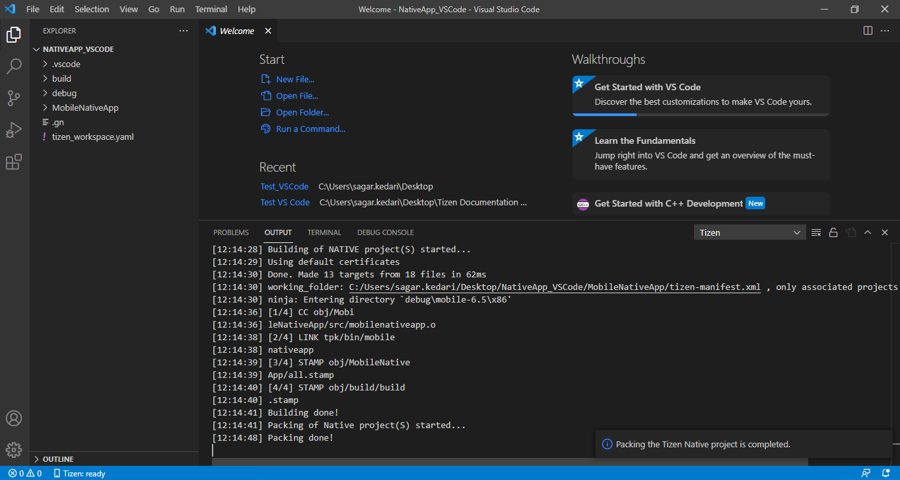 File Edit Selection View Go Run Terminal Help
Welcome - NativeApp_VSCode - Visual Studio Code
EXPLORER
NATIVEAPP_VSCODE
.vscode
build
debug
MobileNativeApp
.gn
tizen_workspace.yaml
OUTLINE
Welcome
Start
New File...
Open File...
Open Folder...
Run a Command...
Recent
Test_VSCode C:\Users\sagar.kedari\Desktop
Test VS Code C:\Users\sagar.kedari\Desktop\Tizen Documentation ...
Walkthroughs
Get Started with VS Code
Discover the best customizations to make VS Code yours.
Learn the Fundamentals
Jump right into VS Code and get an overview of the must-
have features.
Get Started with C++ Development New
PROBLEMS OUTPUT TERMINAL DEBUG CONSOLE
Tizen
[12:14:28] Building of NATIVE project(S) started...
[12:14:29] Using default certificates
[12:14:30] Done. Made 13 targets from 18 files in 62ms
[12:14:30] working_folder: C:/Users/sagar.kedari/Desktop/NativeApp_VSCode/MobileNativeApp/tizen-manifest.xml , only associated projects
[12:14:30] ninja: Entering directory `debug\mobile-6.5\x86'
[12:14:36] [1/4] CC obj/Mobi
[12:14:36] leNativeApp/src/mobilenativeapp.o
[12:14:38] [2/4] LINK tpk/bin/mobile
[12:14:38] nativeapp
[12:14:39] [3/4] STAMP obj/MobileNative
[12:14:39] App/all.stamp
[12:14:40] [4/4] STAMP obj/build/build
[12:14:40] .stamp
[12:14:41] Building done!
[12:14:41] Packing of Native project(S) started...
[12:14:48] Packing done!
Packing the Tizen Native project is completed.
0 0 Tizen: ready